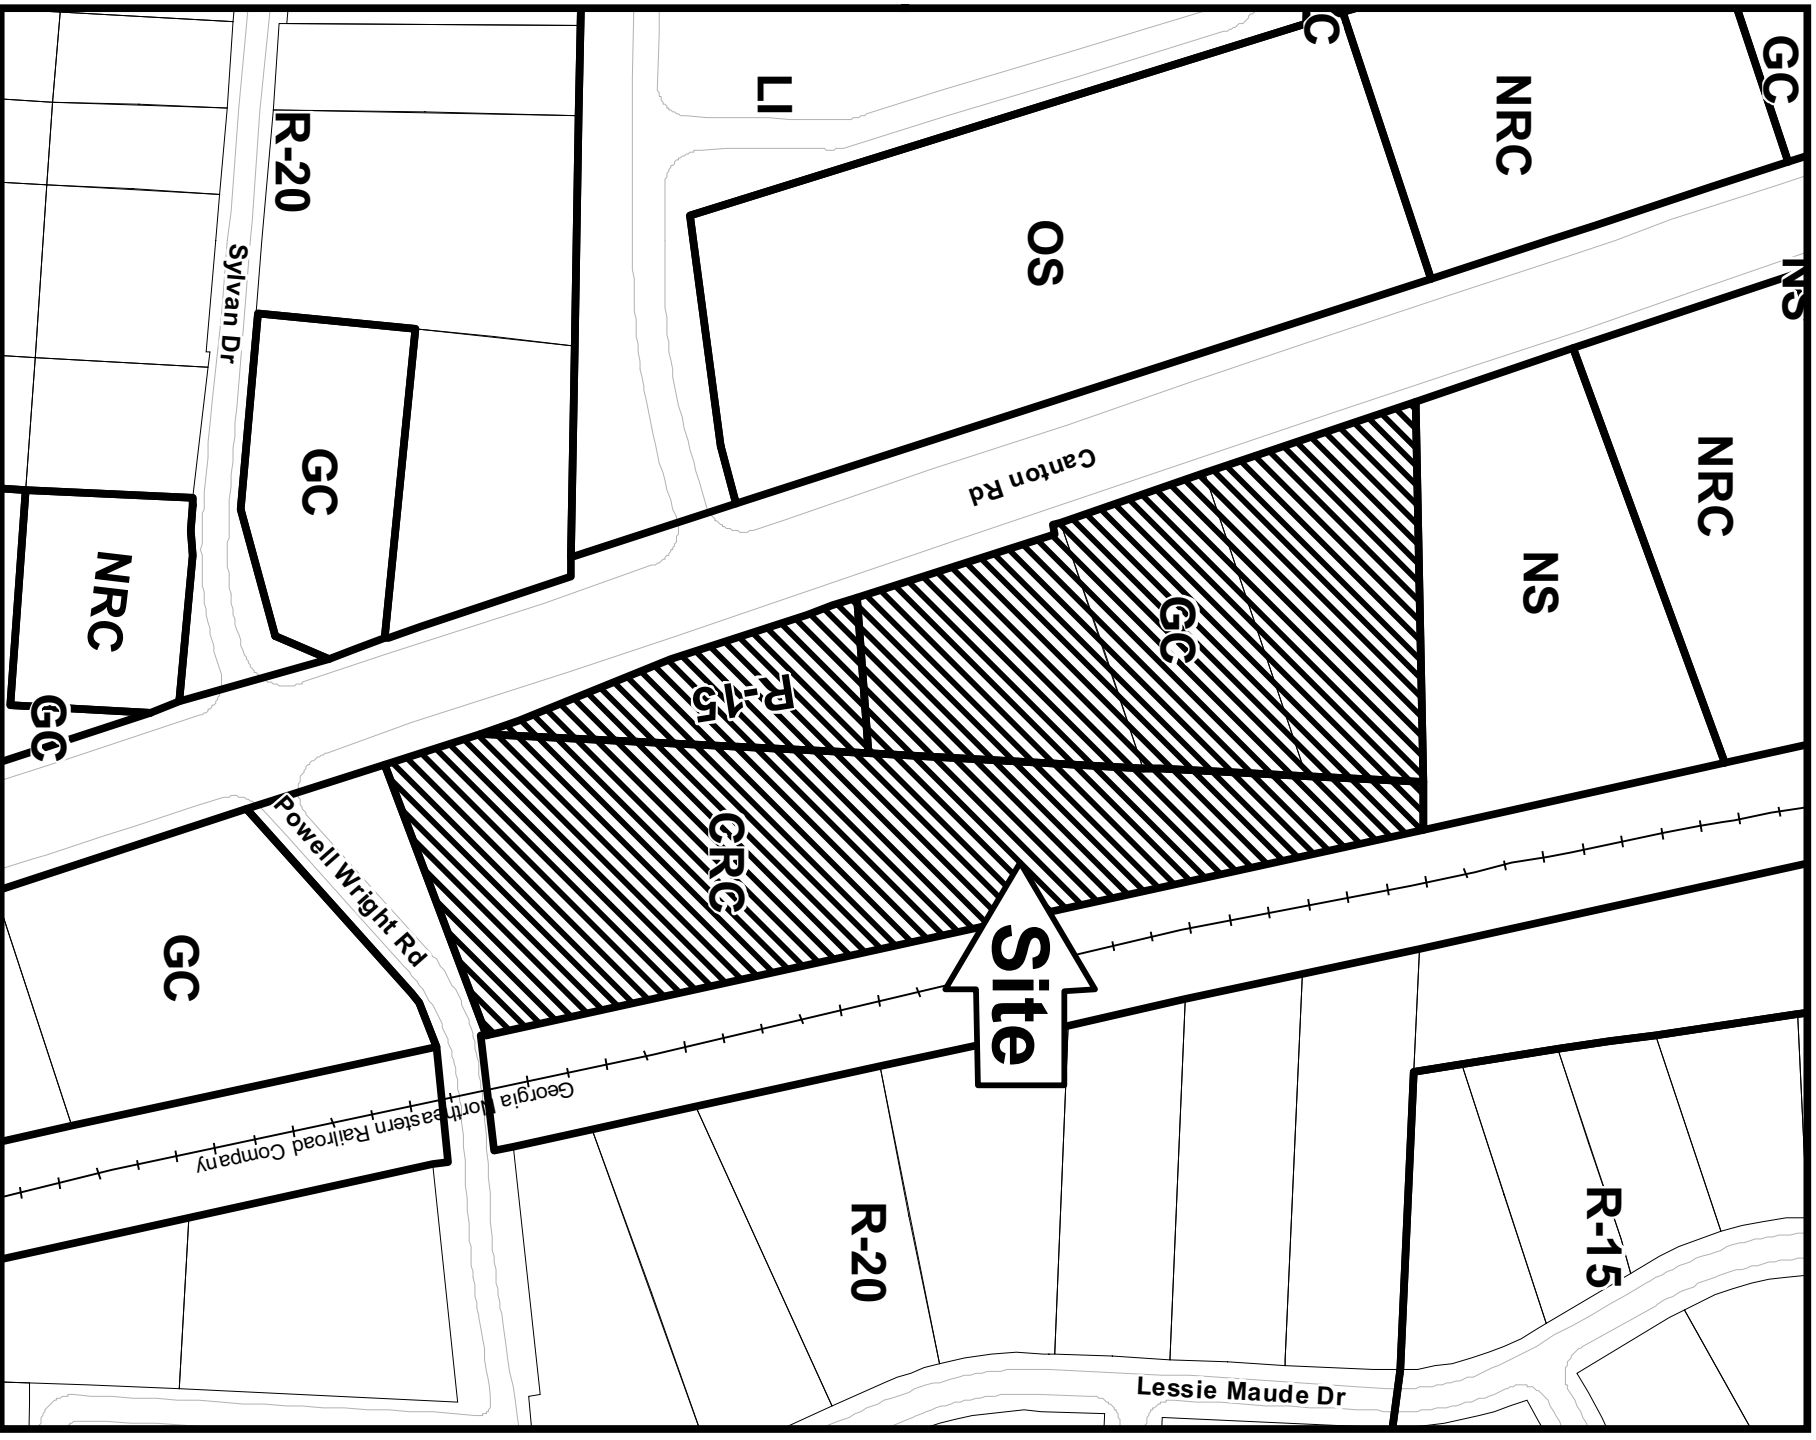 C
GC
LI
NRC
R-20
OS
NS
Sylvan Dr
GC
Canton Rd
NRC
NRC
NS
GC
R-15
GC
CRC
Powell Wright Rd
GC
Site
Georgia Northeastern Railroad Company
R-20
R-15
Lessie Maude Dr